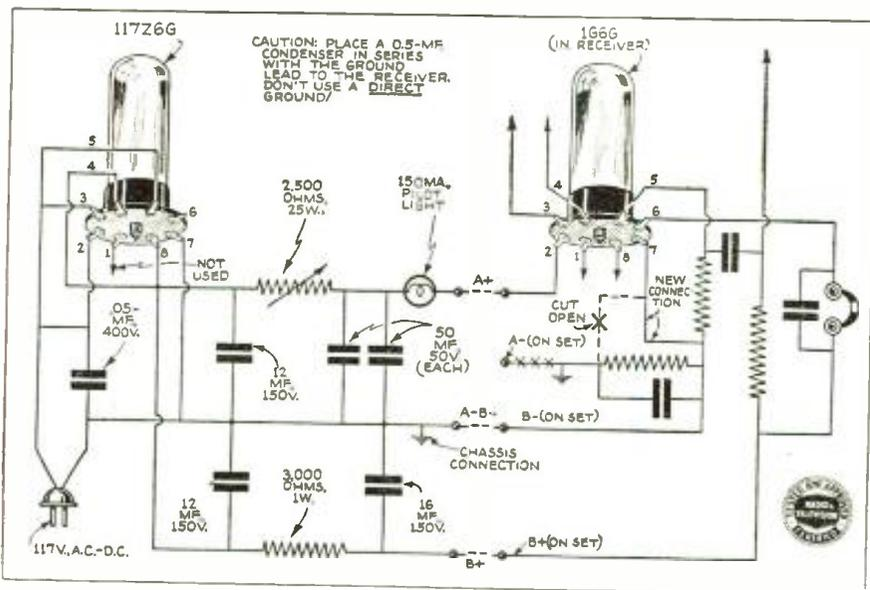 117Z6G
CAUTION: PLACE A 0.5-MF.
CONDENSER IN SERIES
WITH THE GROUND
LEAD TO THE RECEIVER.
DON'T USE A DIRECT
GROUND!
1G6G
(IN RECEIVER)
5
4
3
2
1
8
7
6
NOT
USED
2,500
OHMS,
25W.
150MA.
PILOT
LIGHT
A+
4
5
3
6
2
1
8
7
NEW
CONNEC-
TION
CUT
OPEN
A-(ON SET)
.05-
MF.
400V.
12
MF.
150V.
50
MF.
50V.
(EACH)
A-B-
B-(ON SET)
CHASSIS
CONNECTION
12
MF.
150V.
3,000
OHMS,
1W.
16
MF.
150V.
117V., A.C.-D.C.
B+
B+(ON SET)
RADIO &
TELEVISION